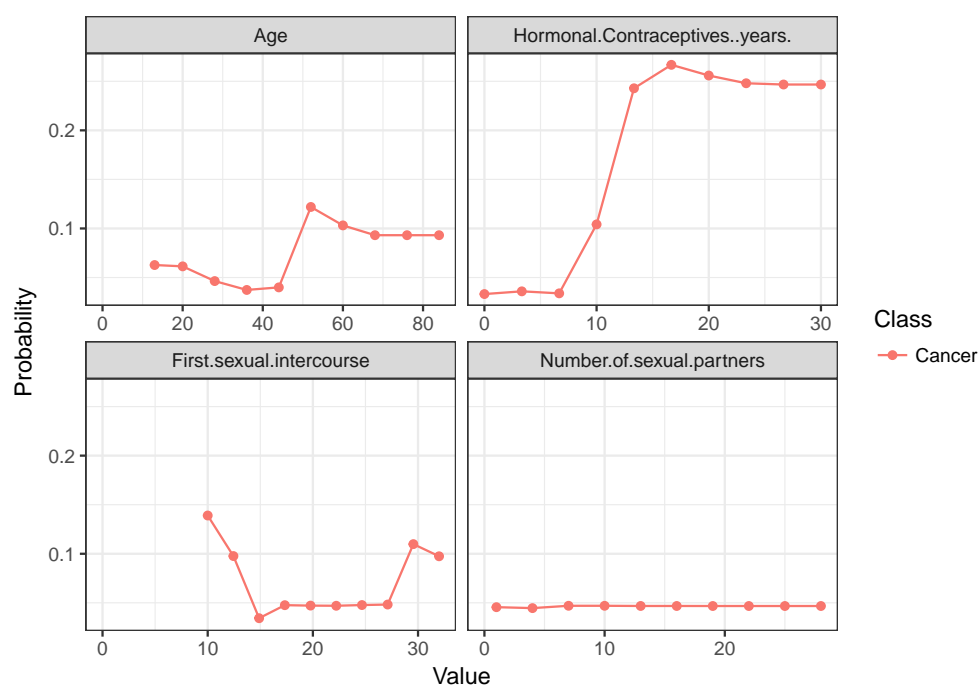 Age
Hormonal.Contraceptives..years.
0.2
0.1
0 20 40 60 80
0 10 20 30
First.sexual.intercourse
Number.of.sexual.partners
0.2
0.1
0 10 20 30
0 10 20
Probability
Value
Class
Cancer